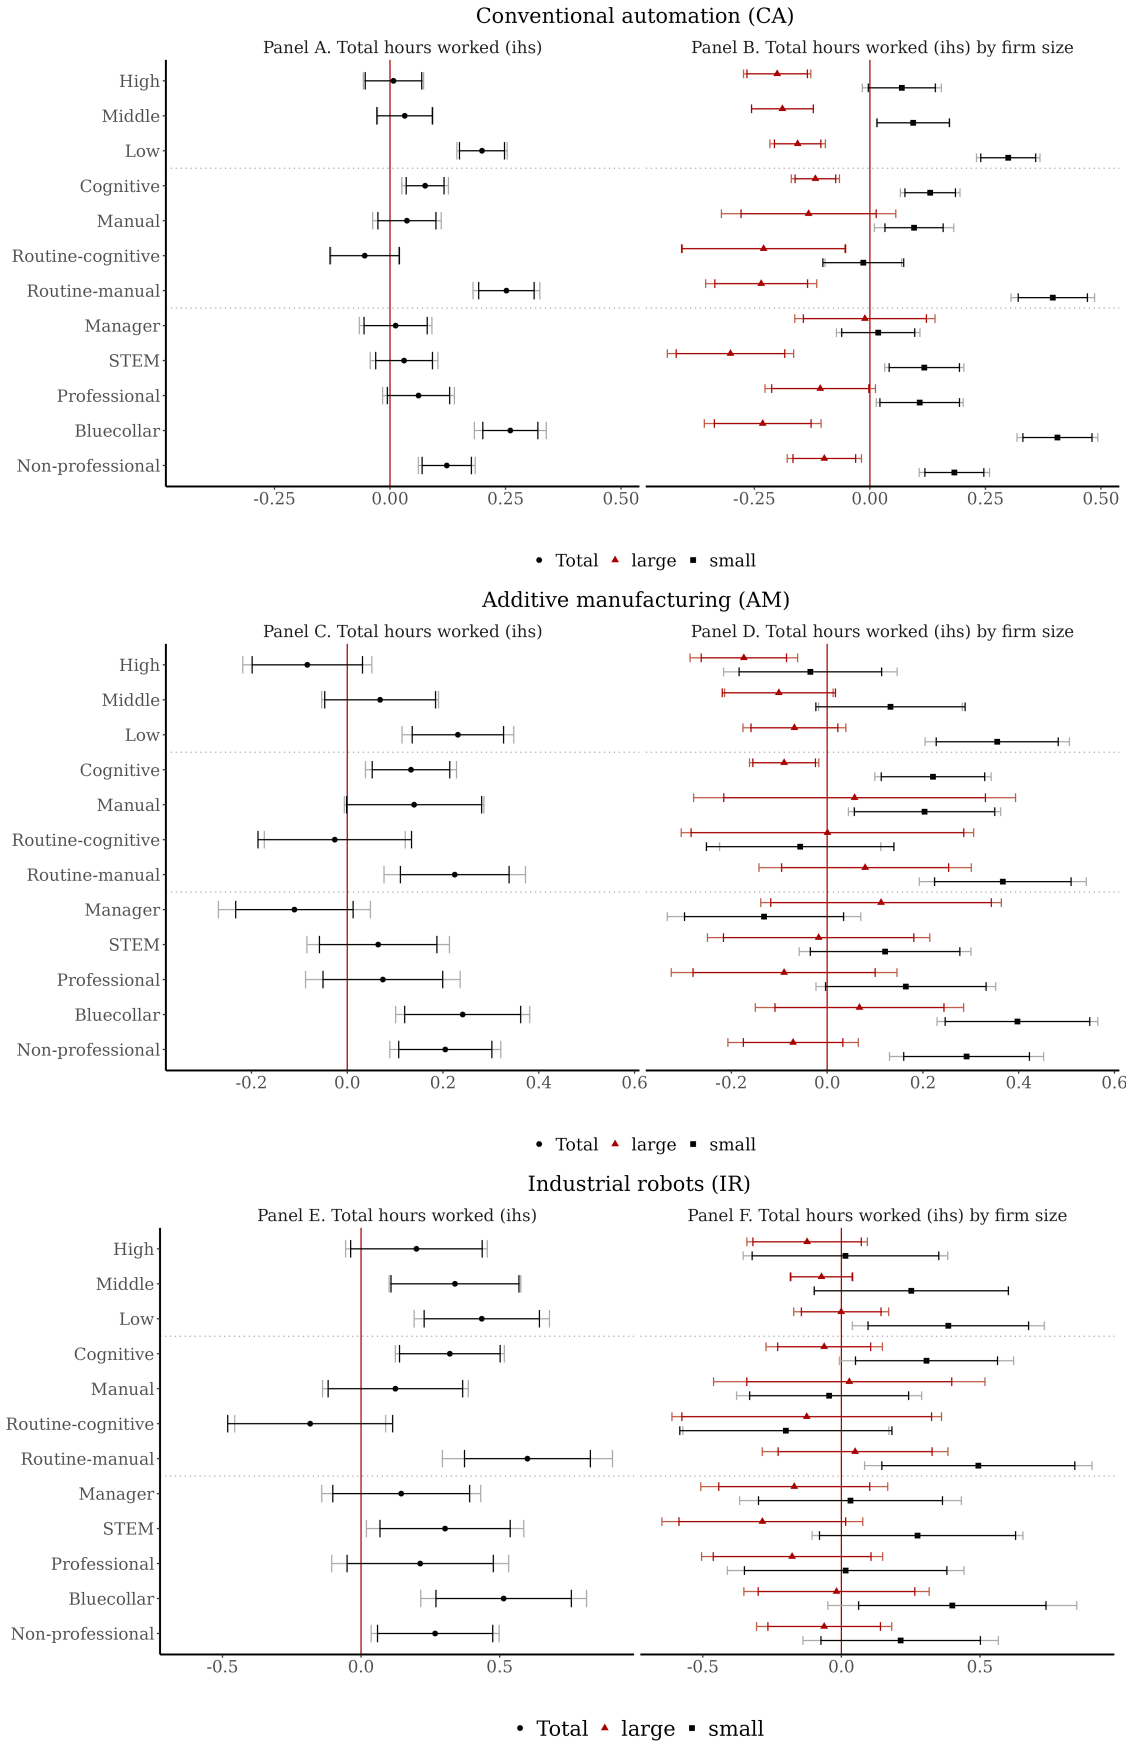 Conventional automation (CA)
Panel A. Total hours worked (ihs)
Panel B. Total hours worked (ihs) by firm size
High
Middle
Low
Cognitive
Manual
Routine-cognitive
Routine-manual
Manager
STEM
Professional
Bluecollar
Non-professional
-0.25 0.00 0.25 0.50
-0.25 0.00 0.25 0.50
Total large small
Additive manufacturing (AM)
Panel C. Total hours worked (ihs)
Panel D. Total hours worked (ihs) by firm size
High
Middle
Low
Cognitive
Manual
Routine-cognitive
Routine-manual
Manager
STEM
Professional
Bluecollar
Non-professional
-0.2 0.0 0.2 0.4 0.6
-0.2 0.0 0.2 0.4 0.6
Total large small
Industrial robots (IR)
Panel E. Total hours worked (ihs)
Panel F. Total hours worked (ihs) by firm size
High
Middle
Low
Cognitive
Manual
Routine-cognitive
Routine-manual
Manager
STEM
Professional
Bluecollar
Non-professional
-0.5 0.0 0.5
-0.5 0.0 0.5
Total large small